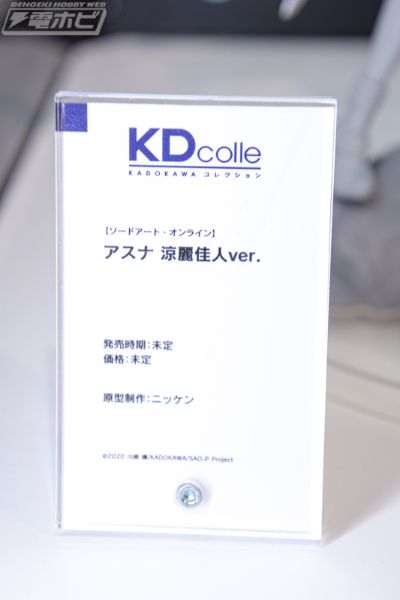 DENGEKI HOBBY WEB
電ホビ
KDcolle
KADOKAWA コレクション
【ソードアート・オンライン】
アスナ 涼麗佳人ver.
発売時期:未定
価格:未定
原型制作:ニッケン
©2020 川原 礫/KADOKAWA/SAO-P Project